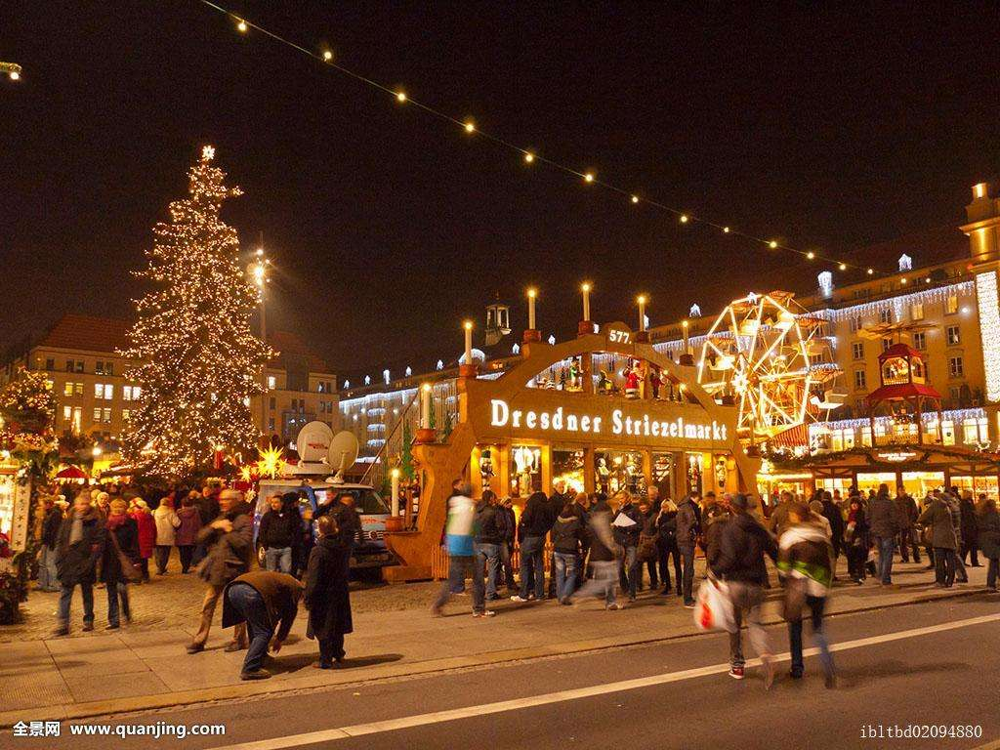 577
Dresdner Striezelmarkt
全景网 www.quanjing.com
ibltbd02094880